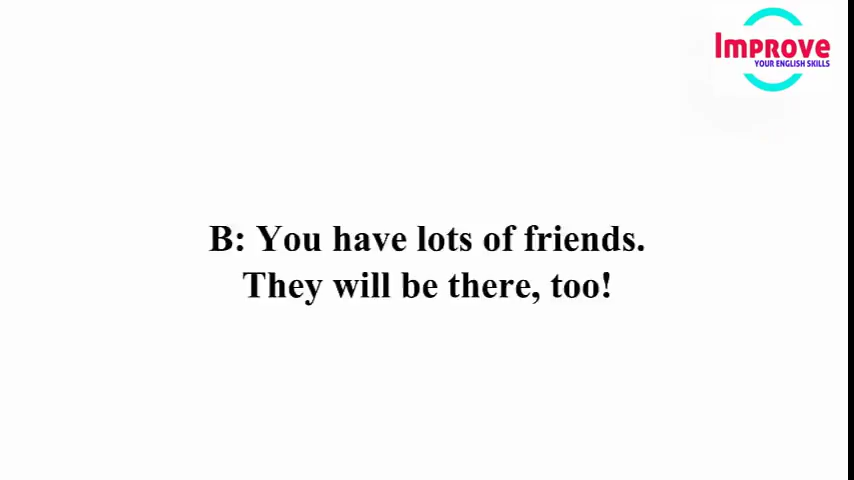 Improve
YOUR ENGLISH SKILLS
B: You have lots of friends.
They will be there, too!